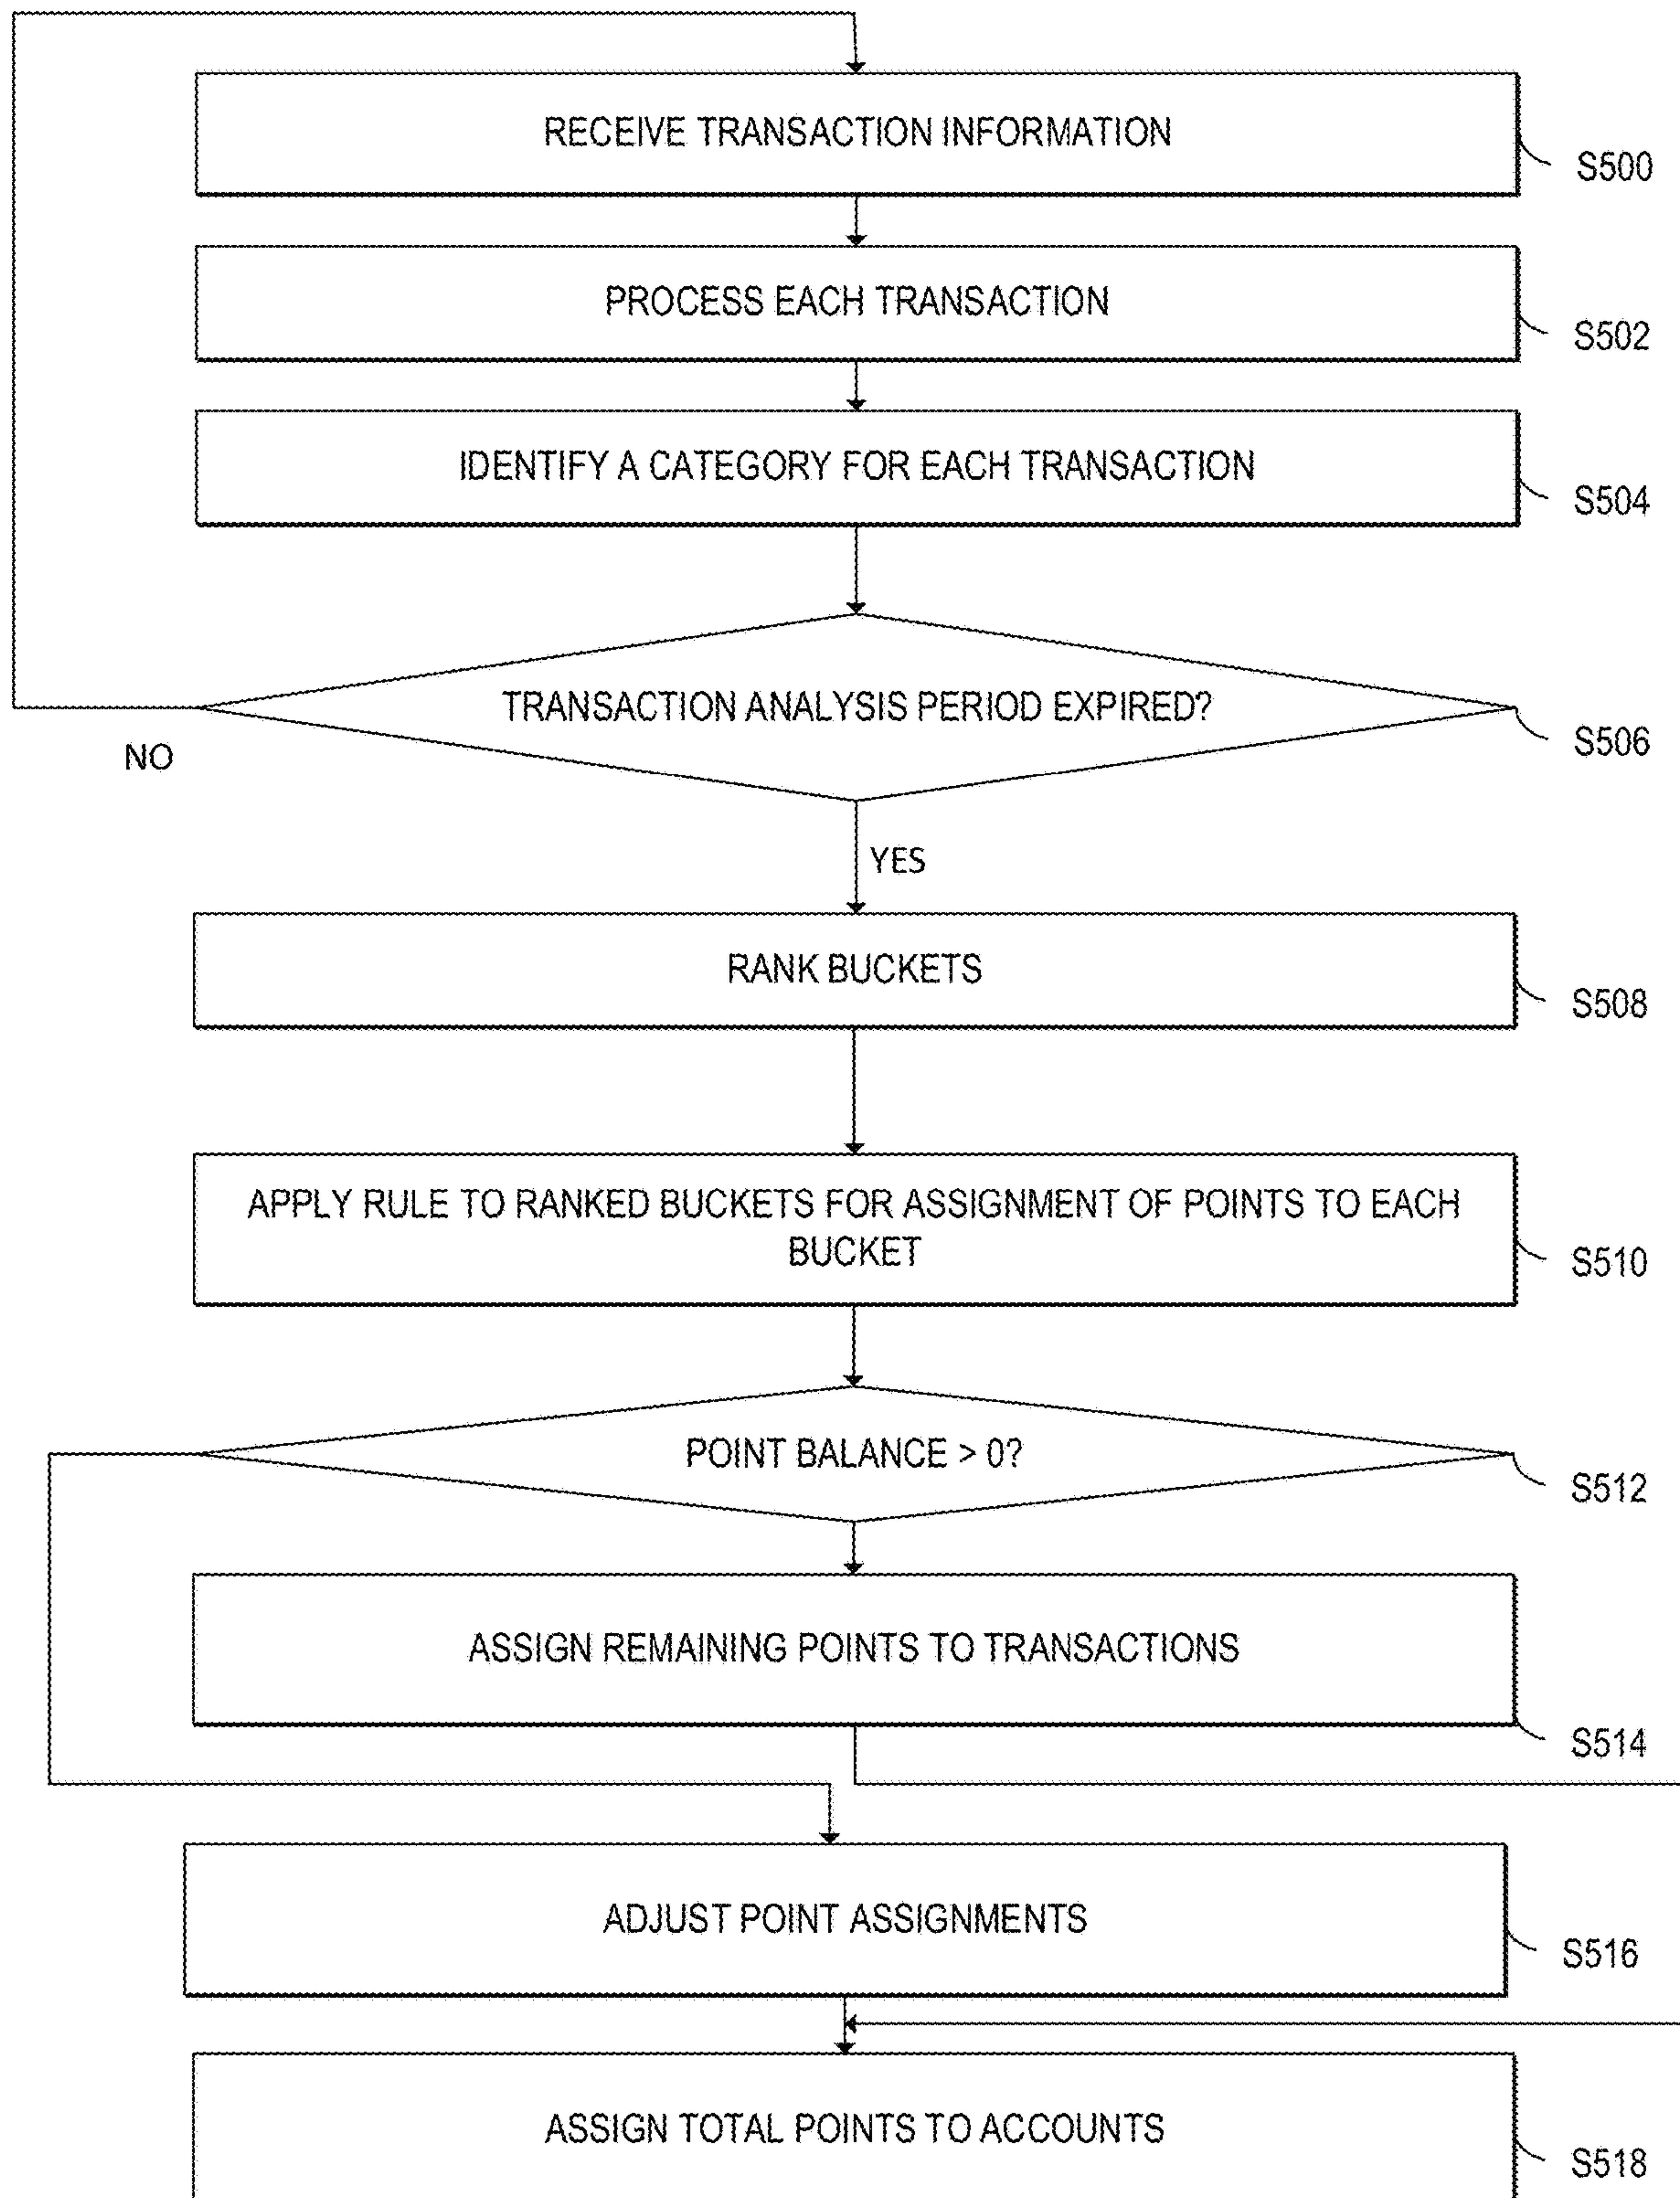 RECEIVE TRANSACTION INFORMATION
S500
PROCESS EACH TRANSACTION
S502
IDENTIFY A CATEGORY FOR EACH TRANSACTION
S504
TRANSACTION ANALYSIS PERIOD EXPIRED?
S506
NO
YES
RANK BUCKETS
S508
APPLY RULE TO RANKED BUCKETS FOR ASSIGNMENT OF POINTS TO EACH
BUCKET
S510
POINT BALANCE > 0?
S512
ASSIGN REMAINING POINTS TO TRANSACTIONS
S514
ADJUST POINT ASSIGNMENTS
S516
ASSIGN TOTAL POINTS TO ACCOUNTS
S518